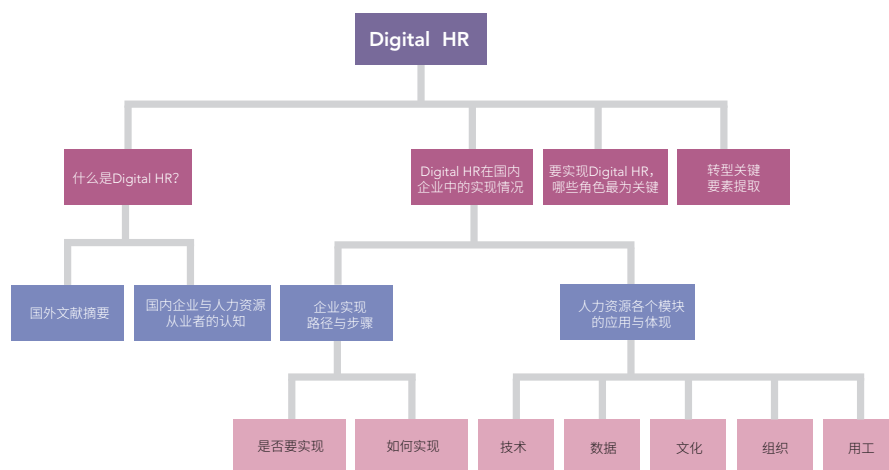 Digital HR
什么是Digital HR？
Digital HR在国内
企业中的实现情况
要实现Digital HR，
哪些角色最为关键
转型关键
要素提取
国外文献摘要
国内企业与人力资源
从业者的认知
企业实现
路径与步骤
人力资源各个模块
的应用与体现
是否要实现
如何实现
技术
数据
文化
组织
用工